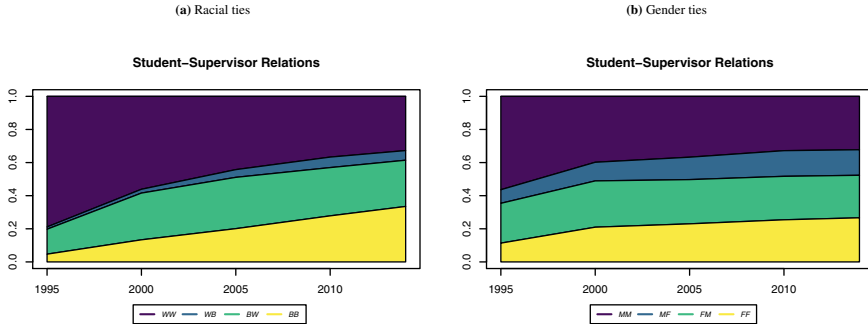 (a) Racial ties
Student−Supervisor Relations
1.0
0.8
0.6
0.4
0.2
0.0
1995 2000 2005 2010
WW WB BW BB
(b) Gender ties
Student−Supervisor Relations
1.0
0.8
0.6
0.4
0.2
0.0
1995 2000 2005 2010
MM MF FM FF